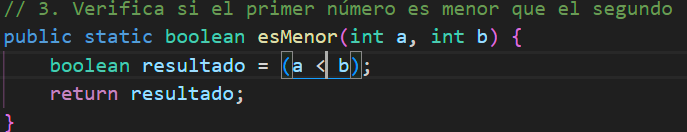 // 3. Verifica si el primer número es menor que el segundo
public static boolean esMenor(int a, int b) {
    boolean resultado = (a < b);
    return resultado;
}